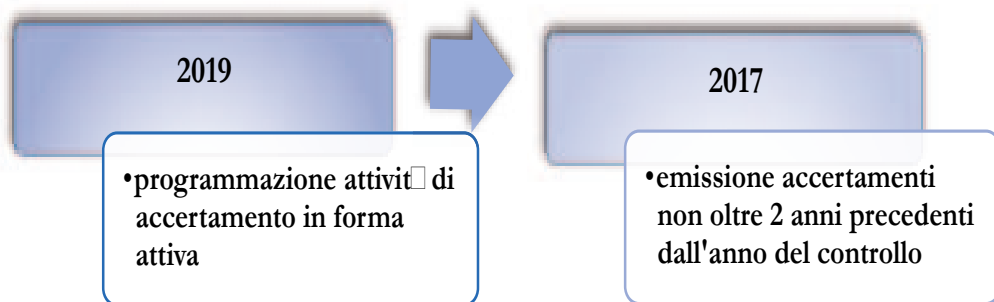 2019
•programmazione attivit□ di
accertamento in forma
attiva
2017
•emissione accertamenti
non oltre 2 anni precedenti
dall'anno del controllo